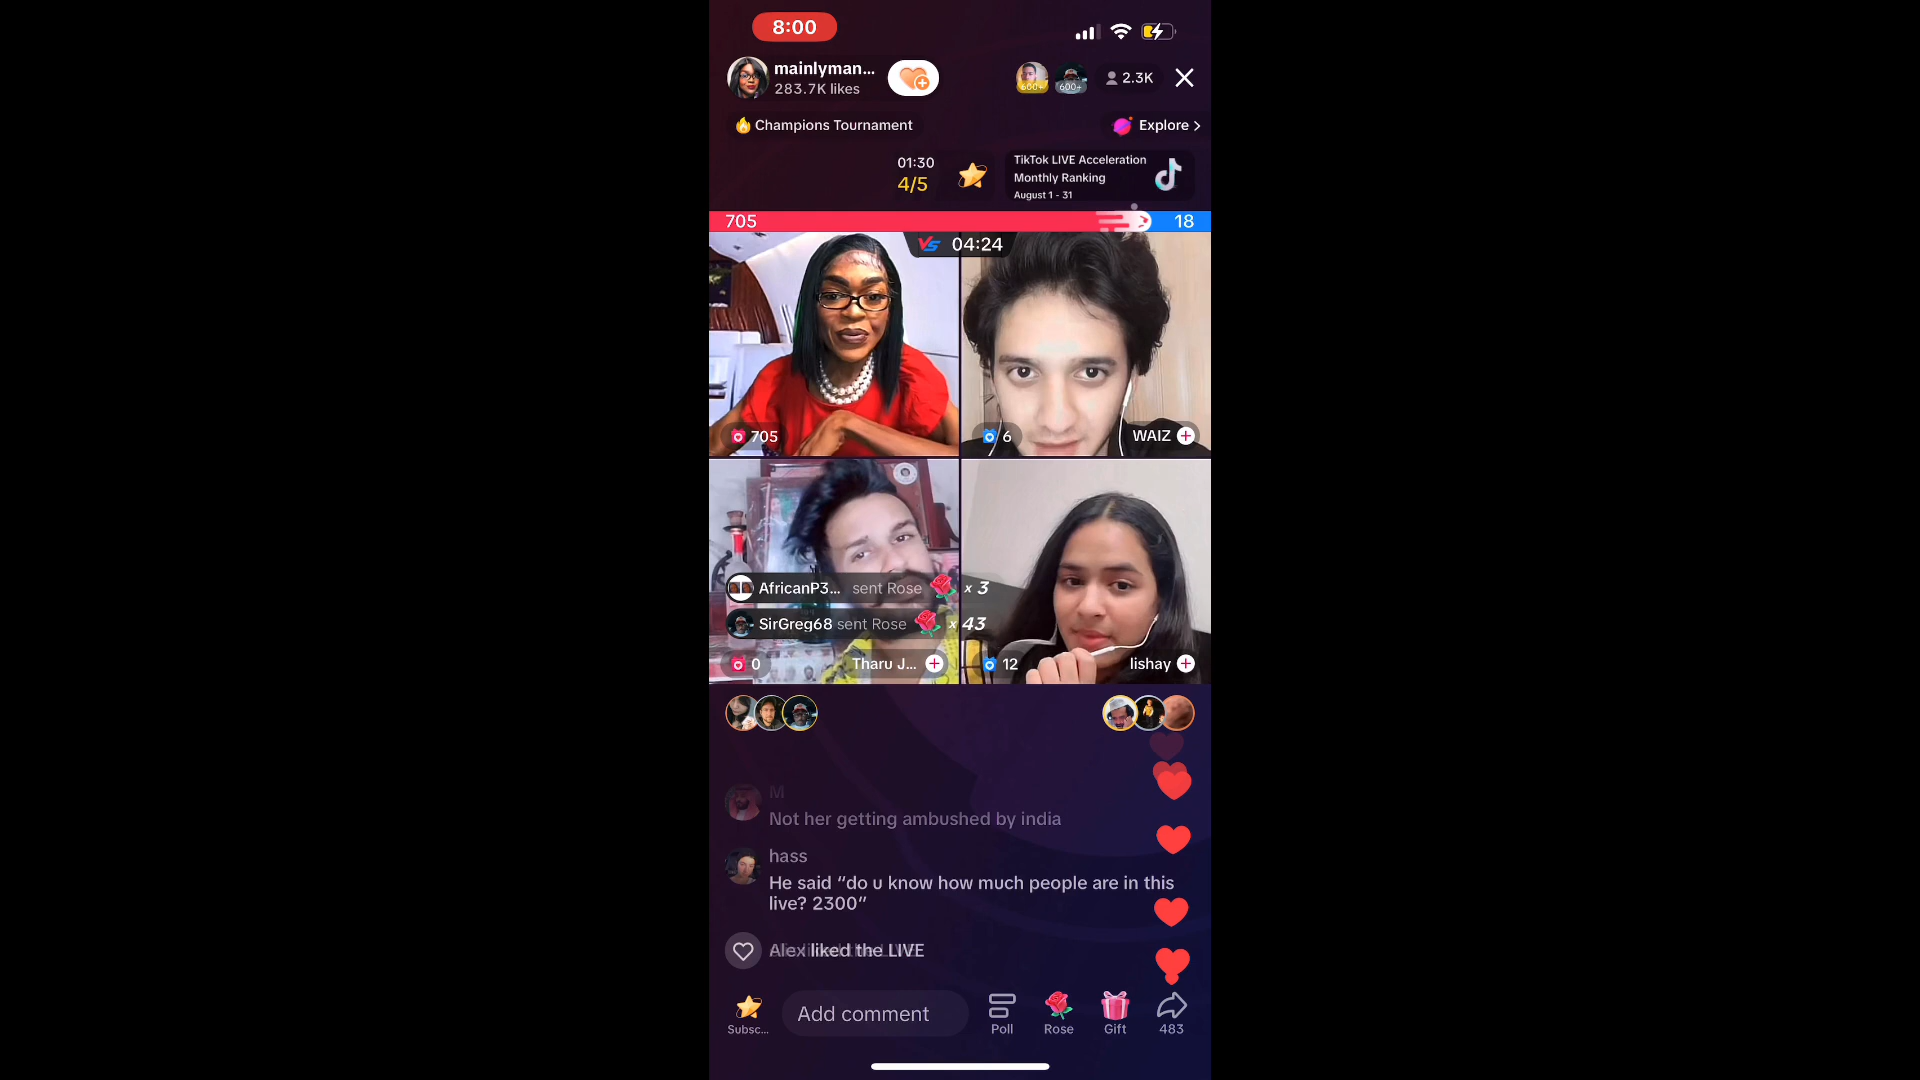 8:00
mainlyman...
283.7K likes
600+
600+
2.3K
Champions Tournament
Explore >
01:30
4/5
TikTok LIVE Acceleration
Monthly Ranking
August 1 - 31
705
18
VS 04:24
705
6
WAIZ
AfricanP3... sent Rose x 3
SirGreg68 sent Rose x 43
0
Tharu J...
12
lishay
M
Not her getting ambushed by india
hass
He said “do u know how much people are in this
live? 2300”
Alex liked the LIVE
Subsc...
Add comment
Poll
Rose
Gift
483